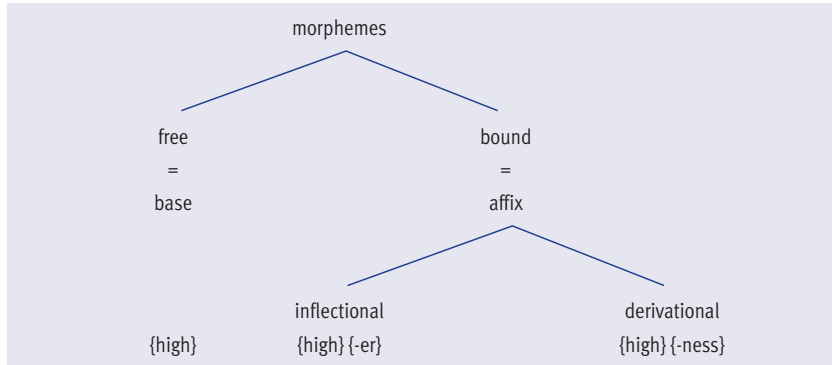 morphemes
free bound
= =
base affix
inflectional derivational
{high} {high} {-er} {high} {-ness}